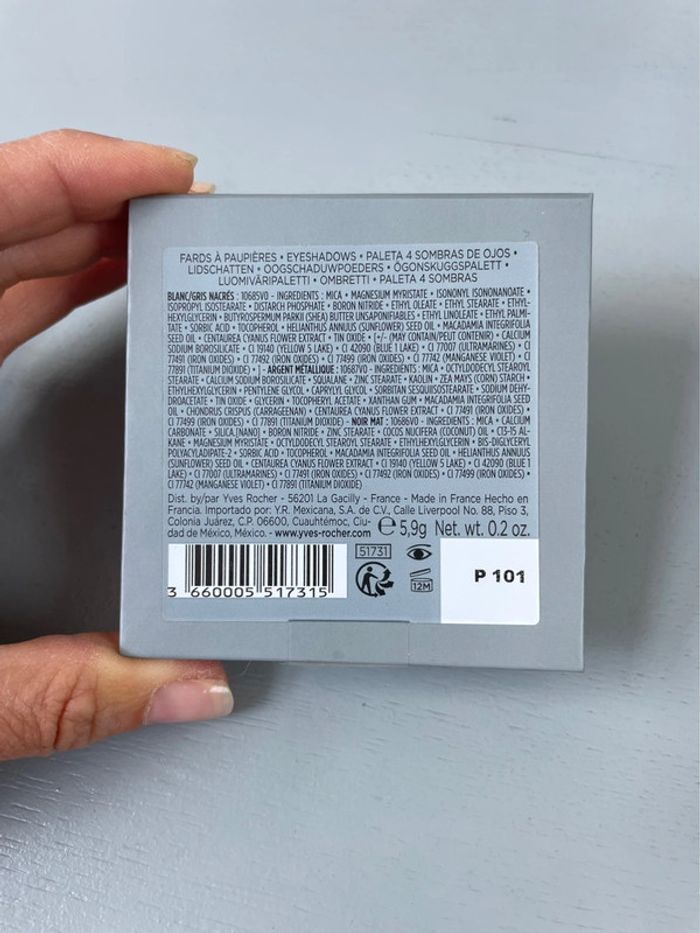 FARDS À PAUPIÈRES • EYESHADOWS • PALETA 4 SOMBRAS DE OJOS •
LIDSCHATTEN • OOGSCHADUWPOEDERS • ÖGONSKUGGSPALETT •
LUOMIVÄRIPALETTI • OMBRETTI • PALETA 4 SOMBRAS
BLANC/GRIS NACRÉS : 10685V0 - INGREDIENTS : MICA • MAGNESIUM MYRISTATE • ISONONYL ISONONANOATE •
ISOPROPYL ISOSTEARATE • DISTARCH PHOSPHATE • BORON NITRIDE • ETHYL OLEATE • ETHYL STEARATE • ETHYL-
HEXYLGLYCERIN • BUTYROSPERMUM PARKII (SHEA) BUTTER UNSAPONIFIABLES • ETHYL LINOLEATE • ETHYL PALMI-
TATE • SORBIC ACID • TOCOPHEROL • HELIANTHUS ANNUUS (SUNFLOWER) SEED OIL • MACADAMIA INTEGRIFOLIA
SEED OIL • CENTAUREA CYANUS FLOWER EXTRACT • TIN OXIDE • [+/- (MAY CONTAIN/PEUT CONTENIR) • CALCIUM
SODIUM BOROSILICATE • CI 19140 (YELLOW 5 LAKE) • CI 42090 (BLUE 1 LAKE) • CI 77007 (ULTRAMARINES) • CI
77491 (IRON OXIDES) • CI 77492 (IRON OXIDES) • CI 77499 (IRON OXIDES) • CI 77742 (MANGANESE VIOLET) • CI
77891 (TITANIUM DIOXIDE) • ] - ARGENT MÉTALLIQUE : 10687V0 - INGREDIENTS : MICA • OCTYLDODECYL STEAROYL
STEARATE • CALCIUM SODIUM BOROSILICATE • SQUALANE • ZINC STEARATE • KAOLIN • ZEA MAYS (CORN) STARCH •
ETHYLHEXYLGLYCERIN • PENTYLENE GLYCOL • CAPRYLYL GLYCOL • SORBITAN SESQUIISOSTEARATE • SODIUM DEHY-
DROACETATE • TIN OXIDE • GLYCERIN • TOCOPHERYL ACETATE • XANTHAN GUM • MACADAMIA INTEGRIFOLIA SEED
OIL • CHONDRUS CRISPUS (CARRAGEENAN) • CENTAUREA CYANUS FLOWER EXTRACT • CI 77491 (IRON OXIDES) •
CI 77499 (IRON OXIDES) • CI 77891 (TITANIUM DIOXIDE) - NOIR MAT : 10686V0 - INGREDIENTS : MICA • CALCIUM
CARBONATE • SILICA,[NANO] • BORON NITRIDE • ZINC STEARATE • COCOS NUCIFERA (COCONUT) OIL • C13-15 AL-
KANE • MAGNESIUM MYRISTATE • OCTYLDODECYL STEAROYL STEARATE • ETHYLHEXYLGLYCERIN • BIS-DIGLYCERYL
POLYACYLADIPATE-2 • SORBIC ACID • TOCOPHEROL • MACADAMIA INTEGRIFOLIA SEED OIL • HELIANTHUS ANNUUS
(SUNFLOWER) SEED OIL • CENTAUREA CYANUS FLOWER EXTRACT • CI 19140 (YELLOW 5 LAKE) • CI 42090 (BLUE 1
LAKE) • CI 77007 (ULTRAMARINES) • CI 77491 (IRON OXIDES) • CI 77492 (IRON OXIDES) • CI 77499 (IRON OXIDES) •
CI 77742 (MANGANESE VIOLET) • CI 77891 (TITANIUM DIOXIDE)
Dist. by/par Yves Rocher - 56201 La Gacilly - France - Made in France Hecho en
Francia. Importado por: Y.R. Mexicana, S.A. de C.V., Calle Liverpool No. 88, Piso 3,
Colonia Juárez, C.P. 06600, Cuauhtémoc, Ciu-
dad de México, México. - www.yves-rocher.com ℮ 5,9g Net. wt. 0.2 oz.
51731
12M
P 101
3 660005 517315